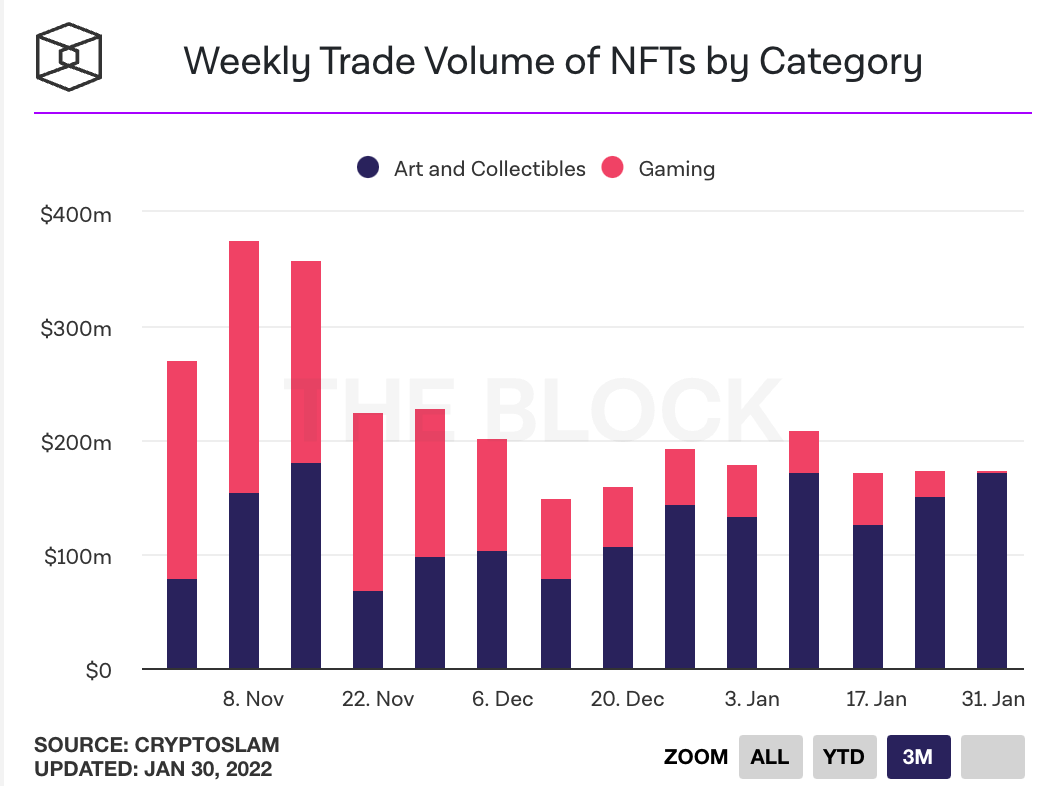 Weekly Trade Volume of NFTs by Category
Art and Collectibles Gaming
$400m
$300m
THE BLOCK
$200m
$100m
$0
8. Nov 22. Nov 6. Dec 20. Dec 3. Jan 17. Jan 31. Jan
SOURCE: CRYPTOSLAM
UPDATED: JAN 30, 2022
ZOOM ALL YTD 3M